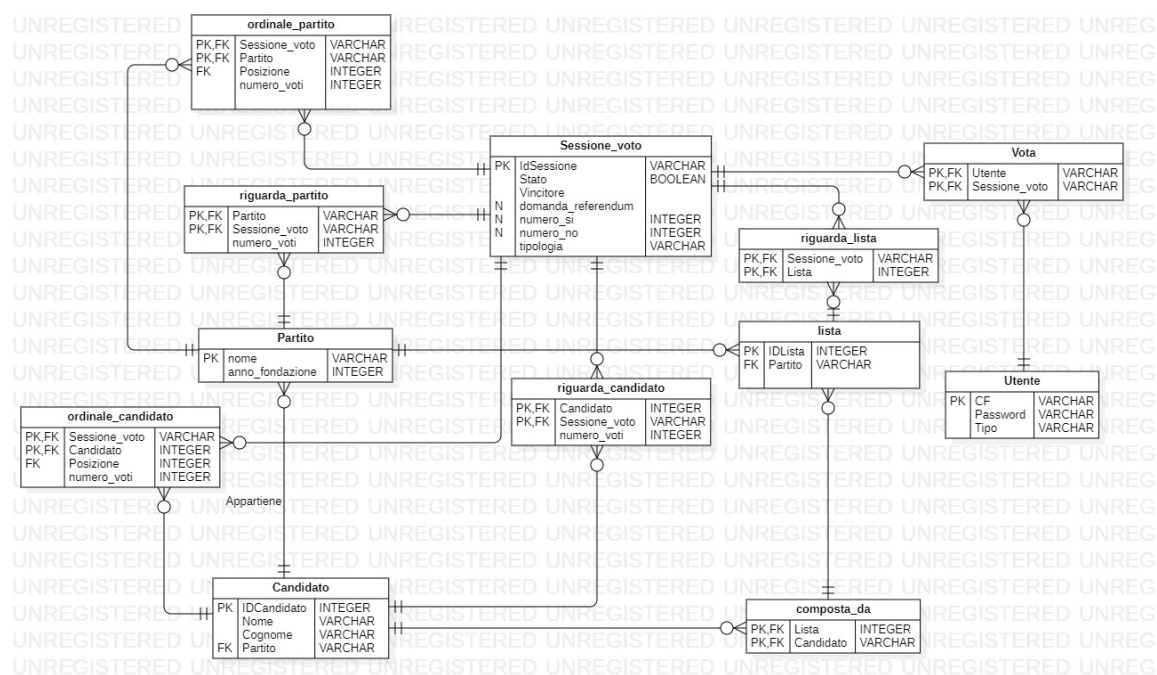 ordinale_partito
PK,FK Sessione_voto VARCHAR
PK,FK Partito VARCHAR
FK Posizione INTEGER
numero_voti INTEGER
Sessione_voto
PK IdSessione VARCHAR
Stato BOOLEAN
Vincitore
N domanda_referendum
N numero_si INTEGER
N numero_no INTEGER
tipologia VARCHAR
Vota
PK,FK Utente VARCHAR
PK,FK Sessione_voto VARCHAR
riguarda_partito
PK,FK Partito VARCHAR
PK,FK Sessione_voto VARCHAR
numero_voti INTEGER
riguarda_lista
PK,FK Sessione_voto VARCHAR
PK,FK Lista INTEGER
Partito
PK nome VARCHAR
anno_fondazione INTEGER
lista
PK IDLista INTEGER
FK Partito VARCHAR
Utente
PK CF VARCHAR
Password VARCHAR
Tipo VARCHAR
riguarda_candidato
PK,FK Candidato INTEGER
PK,FK Sessione_voto VARCHAR
numero_voti INTEGER
ordinale_candidato
PK,FK Sessione_voto VARCHAR
PK,FK Candidato INTEGER
FK Posizione INTEGER
numero_voti INTEGER
Appartiene
Candidato
PK IDCandidato INTEGER
Nome VARCHAR
Cognome VARCHAR
FK Partito VARCHAR
composta_da
PK,FK Lista INTEGER
PK,FK Candidato VARCHAR
UNREGISTERED